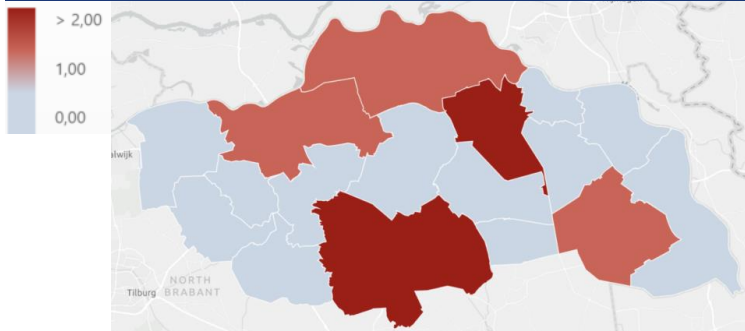 > 2,00
1,00
0,00
alwijk
NORTH
BRABANT
Tilburg